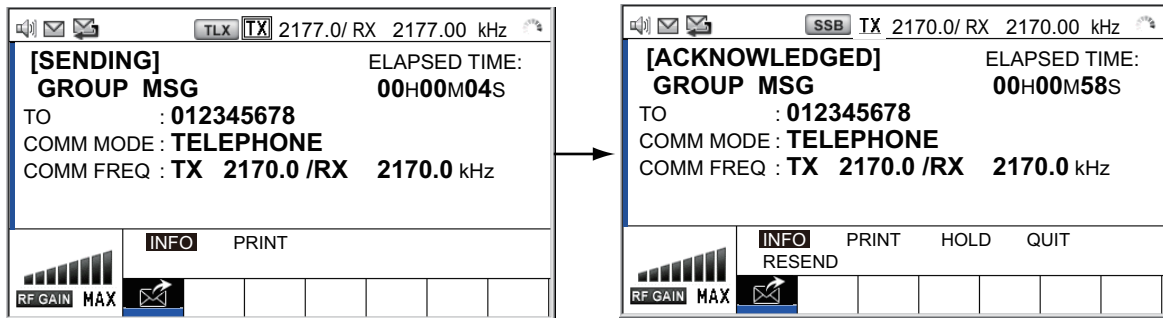 TLX TX 2177.0/ RX 2177.00 kHz
[SENDING] ELAPSED TIME:
GROUP MSG 00H00M04S
TO : 012345678
COMM MODE : TELEPHONE
COMM FREQ : TX 2170.0 /RX 2170.0 kHz
INFO PRINT
RF GAIN MAX
SSB TX 2170.0/ RX 2170.00 kHz
[ACKNOWLEDGED] ELAPSED TIME:
GROUP MSG 00H00M58S
TO : 012345678
COMM MODE : TELEPHONE
COMM FREQ : TX 2170.0 /RX 2170.0 kHz
INFO PRINT HOLD QUIT
RESEND
RF GAIN MAX